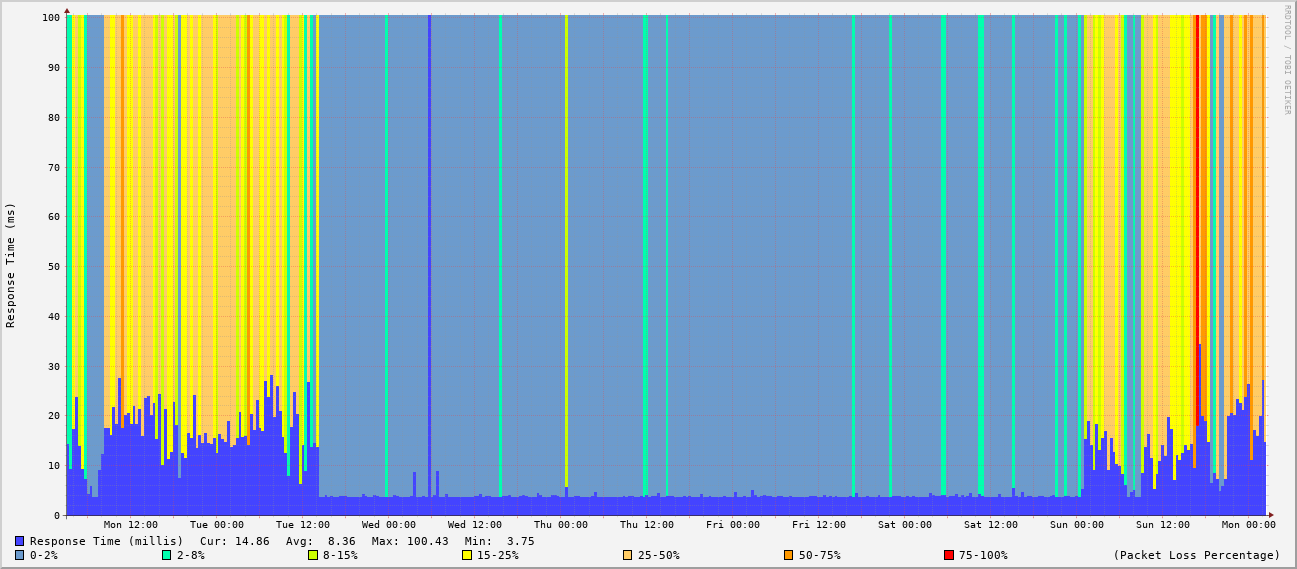 RRDTOOL / TOBI OETIKER
Response Time (ms)
100
90
80
70
60
50
40
30
20
10
0
Mon 12:00 Tue 00:00 Tue 12:00 Wed 00:00 Wed 12:00 Thu 00:00 Thu 12:00 Fri 00:00 Fri 12:00 Sat 00:00 Sat 12:00 Sun 00:00 Sun 12:00 Mon 00:00
Response Time (millis) Cur: 14.86 Avg: 8.36 Max: 100.43 Min: 3.75
0-2% 2-8% 8-15% 15-25% 25-50% 50-75% 75-100% (Packet Loss Percentage)